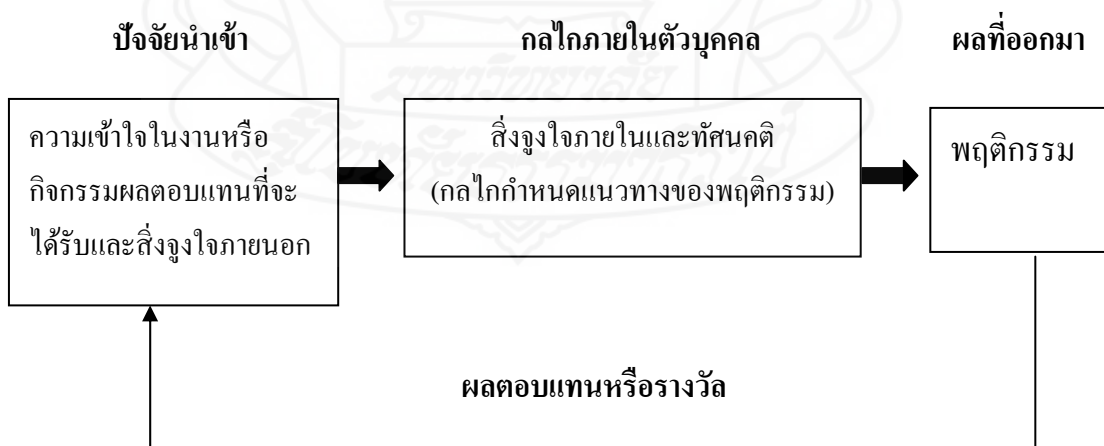 ปัจจัยนำเข้า
กลไกภายในตัวบุคคล
ผลที่ออกมา
ความเข้าใจในงานหรือ
กิจกรรมผลตอบแทนที่จะ
ได้รับและสิ่งจูงใจภายนอก
สิ่งจูงใจภายในและทัศนคติ
(กลไกกำหนดแนวทางของพฤติกรรม)
พฤติกรรม
ผลตอบแทนหรือรางวัล